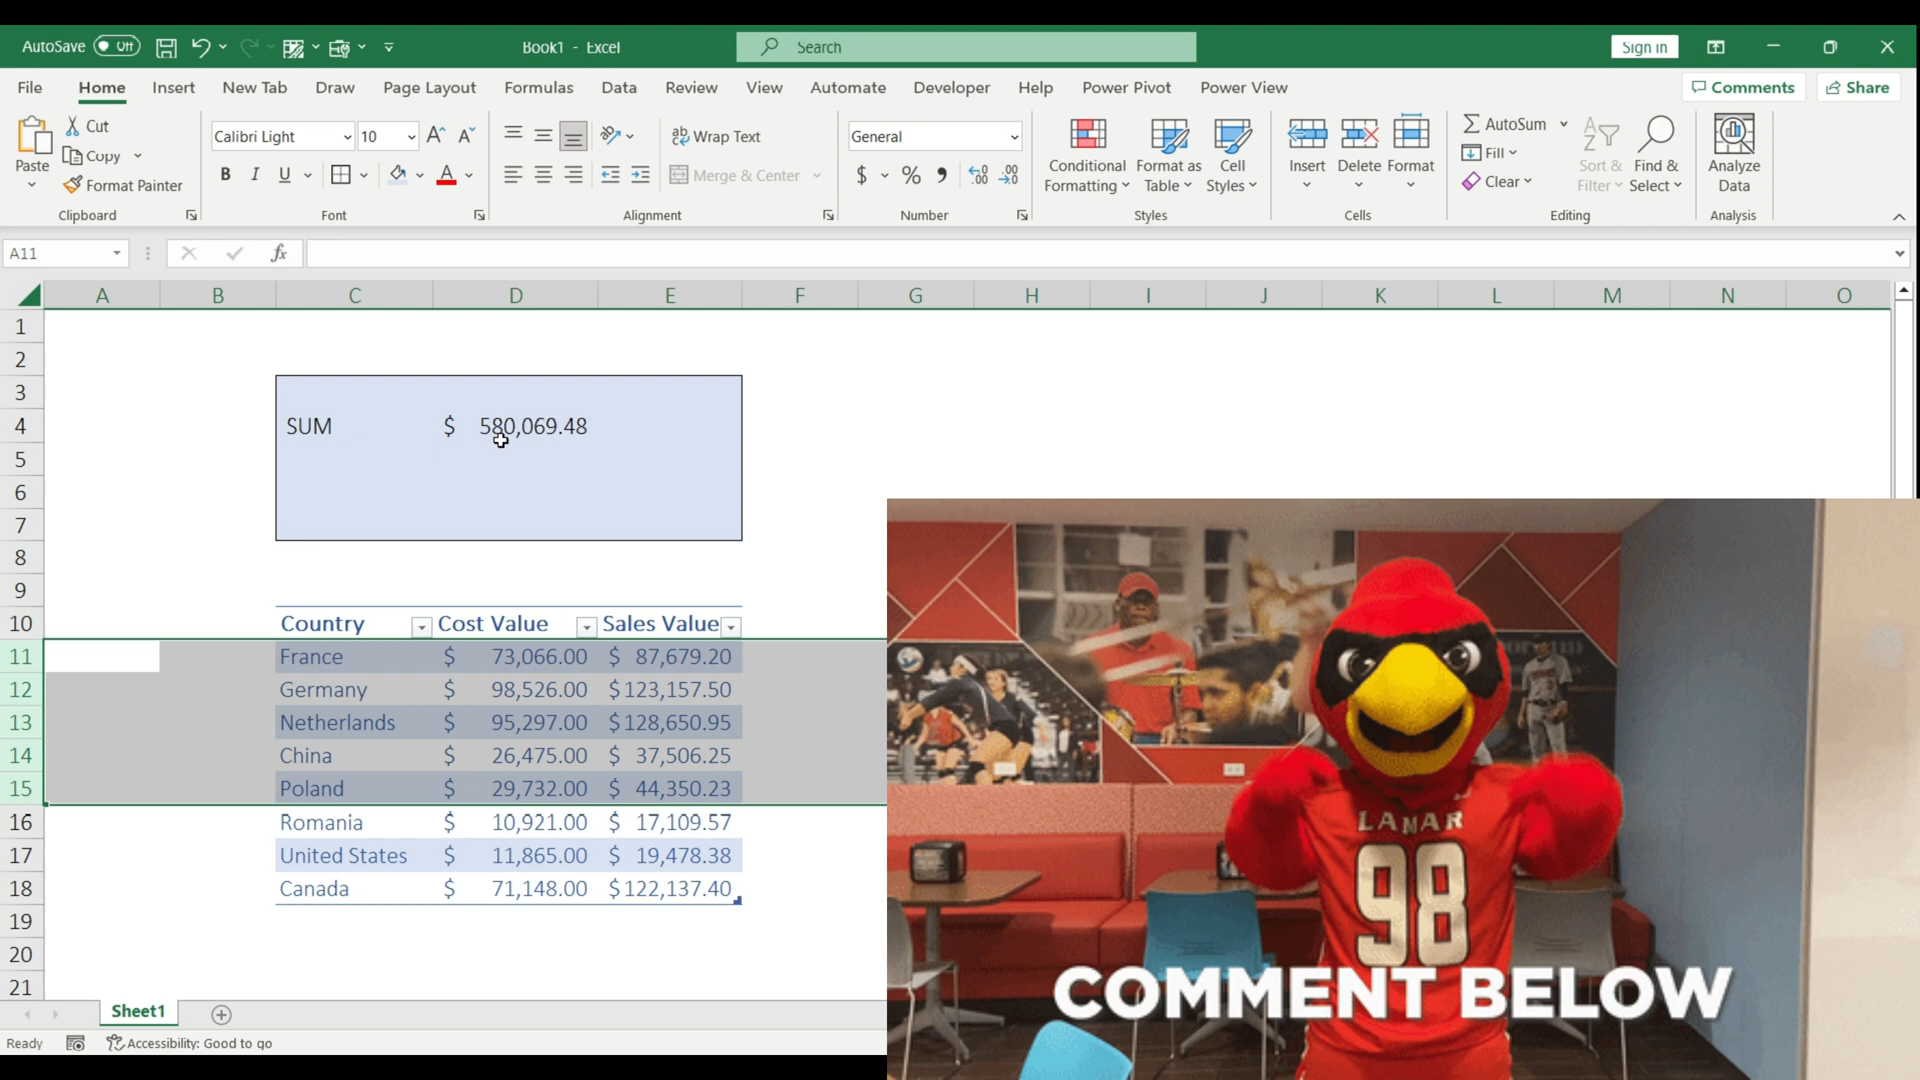 AutoSave Off Book1 - Excel Search Sign in
File Home Insert New Tab Draw Page Layout Formulas Data Review View Automate Developer Help Power Pivot Power View Comments Share
Paste Cut Copy Format Painter
Clipboard
Calibri Light 10
B I U A
Font
ab Wrap Text
Merge & Center
Alignment
General
$ % 9
Number
Conditional Formatting
Format as Table
Cell Styles
Styles
Insert Delete Format
Cells
AutoSum
Fill
Clear
Sort & Filter
Find & Select
Editing
Analyze Data
Analysis
A11 fx
A B C D E F G H I J K L M N O
1
2
3
4 SUM $ 580,069.48
5
6
7
8
9
10 Country Cost Value Sales Value
11 France $ 73,066.00 $ 87,679.20
12 Germany $ 98,526.00 $ 123,157.50
13 Netherlands $ 95,297.00 $ 128,650.95
14 China $ 26,475.00 $ 37,506.25
15 Poland $ 29,732.00 $ 44,350.23
16 Romania $ 10,921.00 $ 17,109.57
17 United States $ 11,865.00 $ 19,478.38
18 Canada $ 71,148.00 $ 122,137.40
19
20
21
Sheet1
Ready Accessibility: Good to go
LAMAR
98
COMMENT BELOW